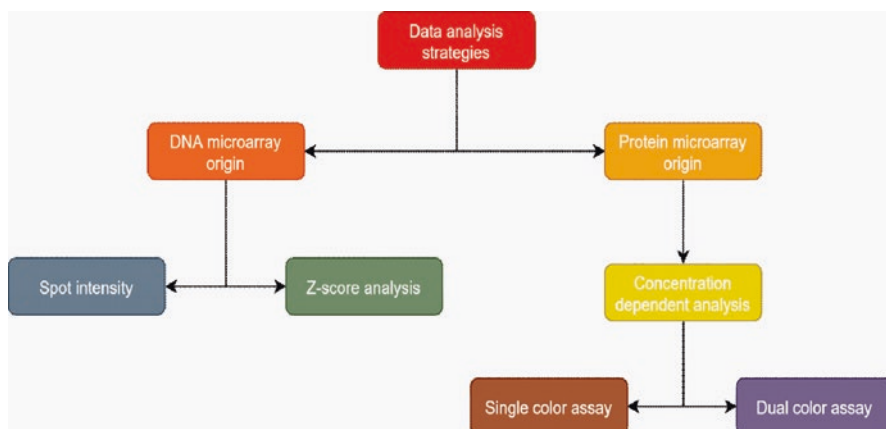 Data analysis
strategies
DNA microarray
origin
Protein microarray
origin
Spot intensity
Z-score analysis
Concentration
dependent analysis
Single color assay
Dual color assay